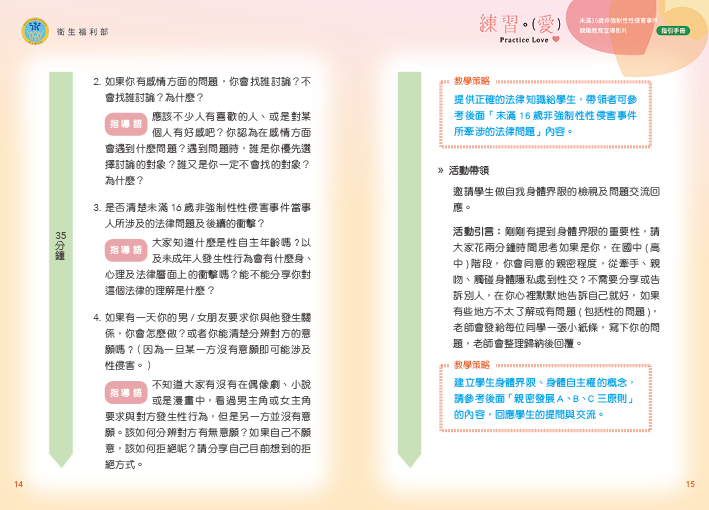 衛生福利部
練習。(愛)
Practice Love
未滿16歲非強制性性侵害事件
親職教育宣導影片
指引手冊
35
分
鐘
2. 如果你有感情方面的問題，你會找誰討論？不
會找誰討論？為什麼？
指導語
應該不少人有喜歡的人、或是對某
個人有好感吧？你認為在感情方面
會遇到什麼問題？遇到問題時，誰是你優先選
擇討論的對象？誰又是你一定不會找的對象？
為什麼？
3. 是否清楚未滿 16 歲非強制性性侵害事件當事
人所涉及的法律問題及後續的衝擊？
指導語
大家知道什麼是性自主年齡嗎？以
及未成年人發生性行為會有什麼身、
心理及法律層面上的衝擊嗎？能不能分享你對
這個法律的理解是什麼？
4. 如果有一天你的男 / 女朋友要求你與他發生關
係，你會怎麼做？或者你能清楚分辨對方的意
願嗎？（因為一旦某一方沒有意願即可能涉及
性侵害。）
指導語
不知道大家有沒有在偶像劇、小說
或是漫畫中，看過男主角或女主角
要求與對方發生性行為，但是另一方並沒有意
願。該如何分辨對方有無意願？如果自己不願
意，該如何拒絕呢？請分享自己目前想到的拒
絕方式。
14
教學策略
提供正確的法律知識給學生，帶領者可參
考後面「未滿 16 歲非強制性性侵害事件
所牽涉的法律問題」內容。
» 活動帶領
邀請學生做自我身體界限的檢視及問題交流回
應。
活動引言：剛剛有提到身體界限的重要性，請
大家花兩分鐘時間思考如果是你，在國中 ( 高
中 ) 階段，你會同意的親密程度，從牽手、親
吻、觸碰身體隱私處到性交？不需要分享或告
訴別人，在你心裡默默地告訴自己就好，如果
有些地方不太了解或有問題 ( 包括性的問題 )，
老師會發給每位同學一張小紙條，寫下你的問
題，老師會整理歸納後回覆。
教學策略
建立學生身體界限、身體自主權的概念，
請參考後面「親密發展 A、B、C 三原則」
的內容，回應學生的提問與交流。
15